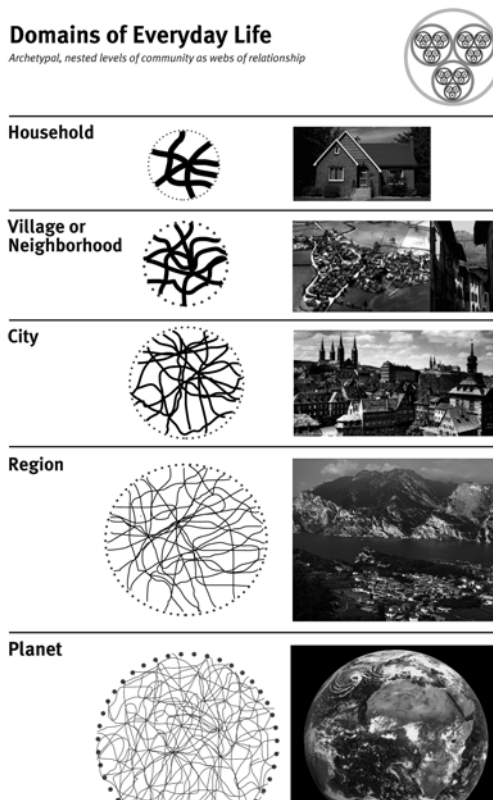 Domains of Everyday Life
Archetypal, nested levels of community as webs of relationship
Household
Village or
Neighborhood
City
Region
Planet